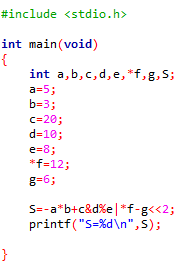 #include <stdio.h>
int main(void)
{
int a,b,c,d,e,*f,g,S;
a=5;
b=3;
c=20;
d=10;
e=8;
*f=12;
g=6;
S=-a*b+c&d%e|*f-g<<2;
printf("S=%d\n",S);
}